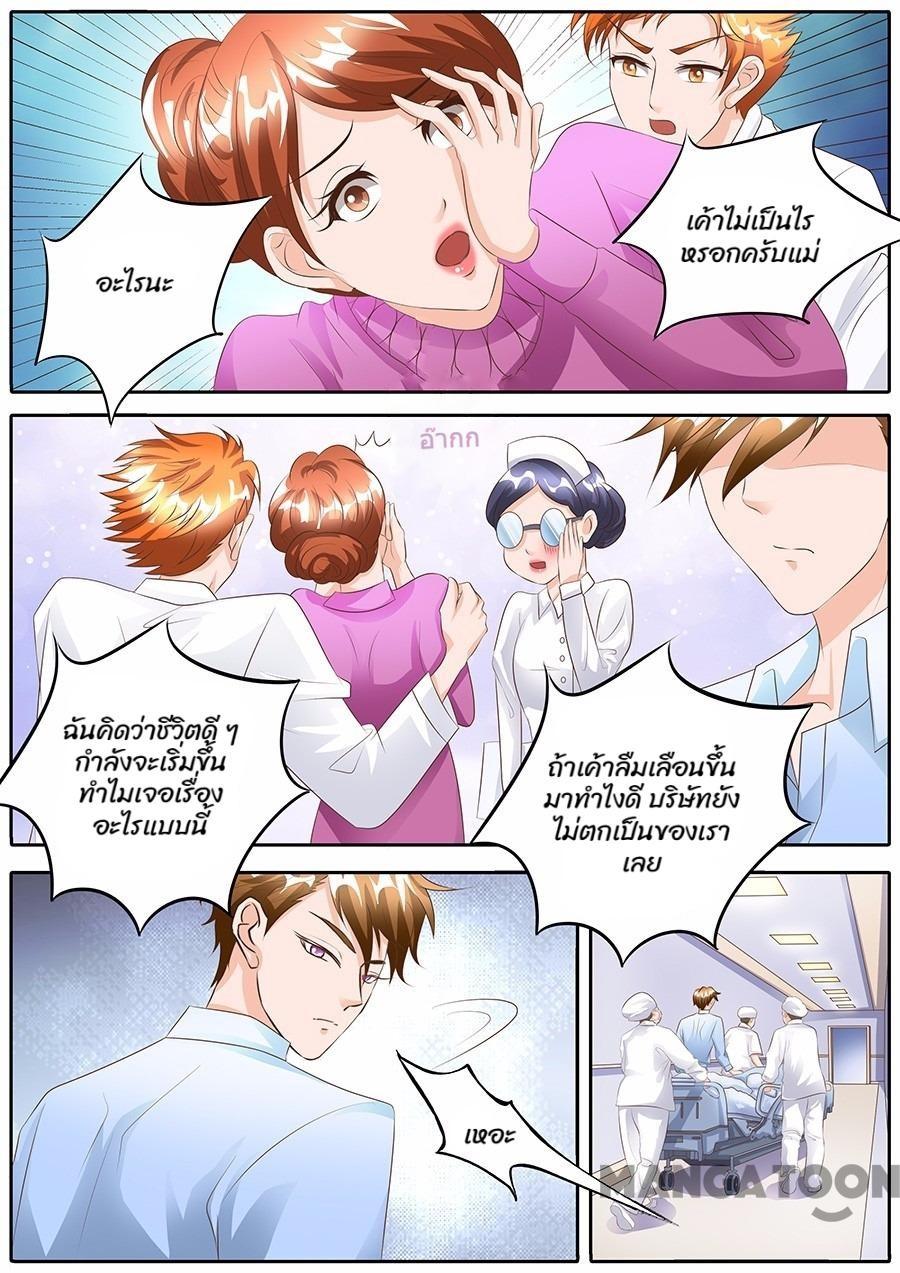 อะไรนะ
เค้าไม่เป็นไร
หรอกครับแม่
อ๊ากก
ฉันคิดว่าชีวิตดี ๆ
กำลังจะเริ่มขึ้น
ทำไมเจอเรื่อง
อะไรแบบนี้
ถ้าเค้าลืมเลือนขึ้น
มาทำไงดี บริษัทยัง
ไม่ตกเป็นของเรา
เลย
เหอะ
MANGATOON